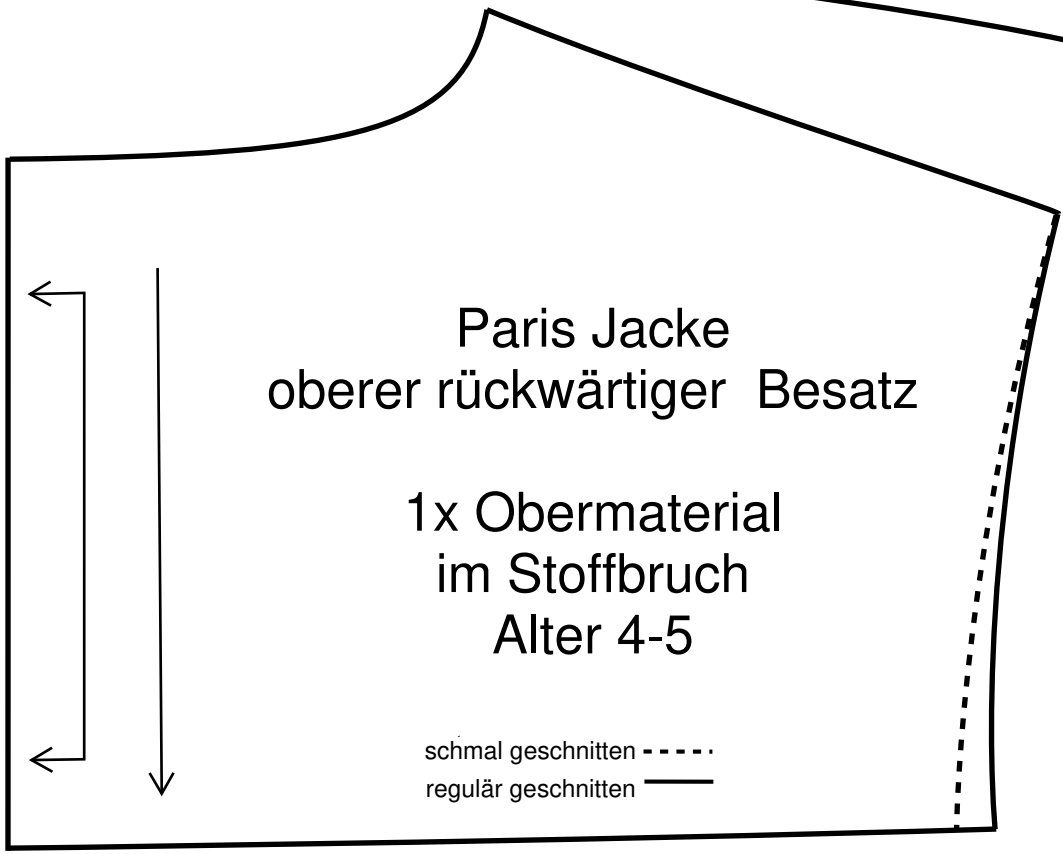 Paris Jacke
oberer rückwärtiger Besatz
1x Obermaterial
im Stoffbruch
Alter 4-5
schmal geschnitten
regulär geschnitten